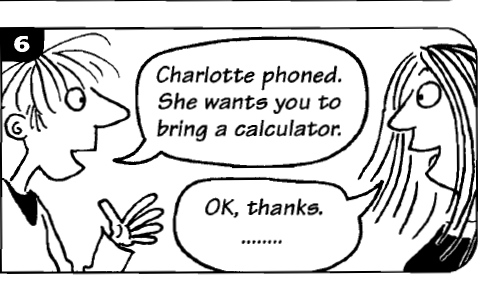 6
Charlotte phoned.
She wants you to
bring a calculator.
OK, thanks.
........